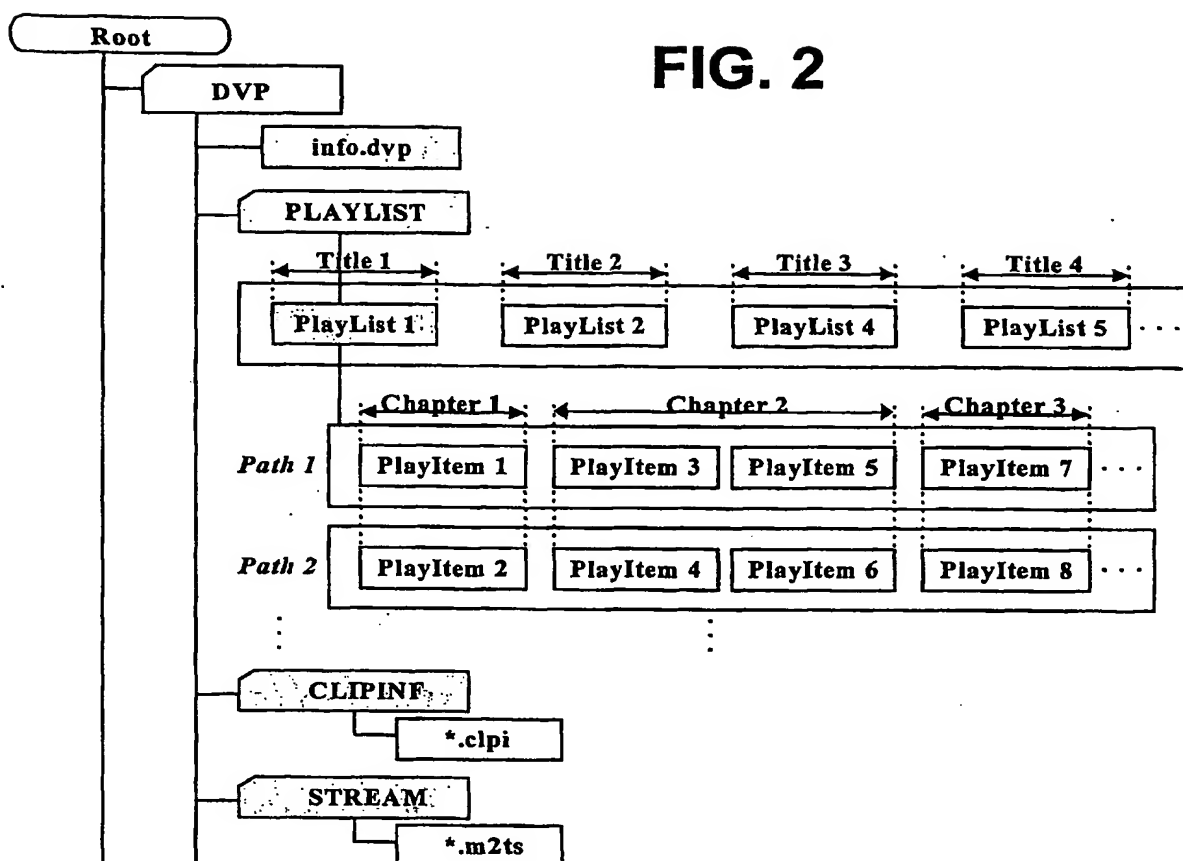 Root
FIG. 2
DVP
info.dvp
PLAYLIST
Title 1 Title 2 Title 3 Title 4
PlayList 1 PlayList 2 PlayList 4 PlayList 5 . . .
Chapter 1 Chapter 2 Chapter 3
Path 1 PlayItem 1 PlayItem 3 PlayItem 5 PlayItem 7 . . .
Path 2 PlayItem 2 PlayItem 4 PlayItem 6 PlayItem 8 . . .
CLIPINF
*.clpi
STREAM
*.m2ts